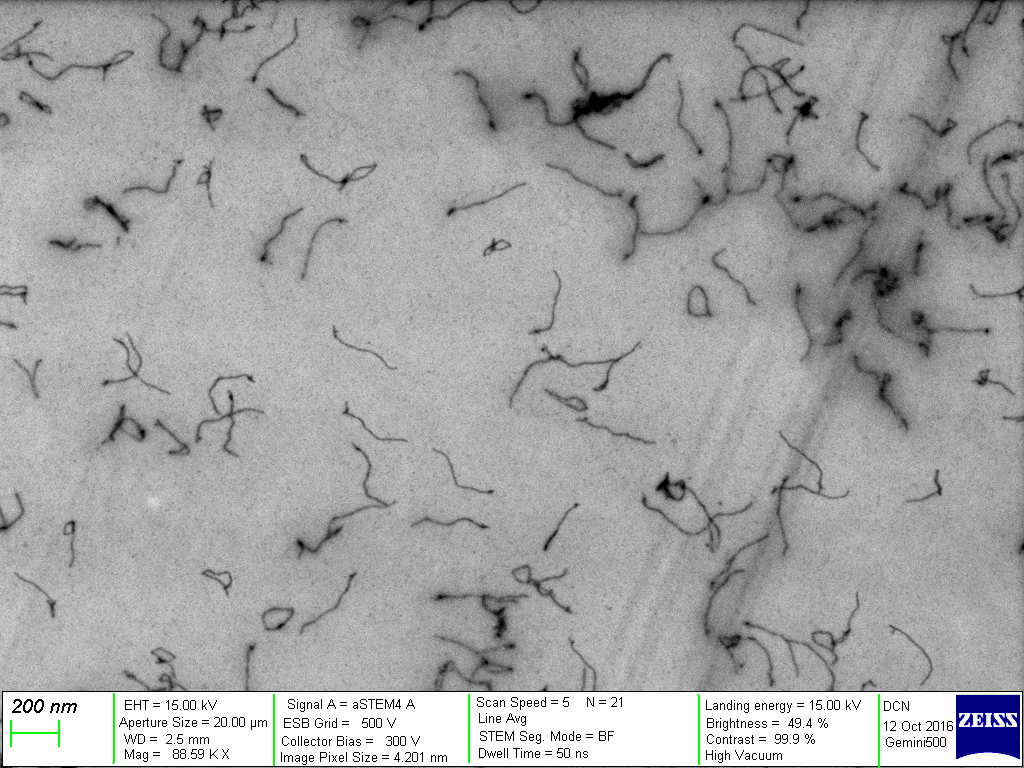 200 nm
EHT = 15.00 kV
Aperture Size = 20.00 µm
WD = 2.5 mm
Mag = 88.59 K X
Signal A = aSTEM4 A
ESB Grid = 500 V
Collector Bias = 300 V
Image Pixel Size = 4.201 nm
Scan Speed = 5 N = 21
Line Avg
STEM Seg. Mode = BF
Dwell Time = 50 ns
Landing energy = 15.00 kV
Brightness = 49.4 %
Contrast = 99.9 %
High Vacuum
DCN
12 Oct 2016
Gemini500
ZEISS